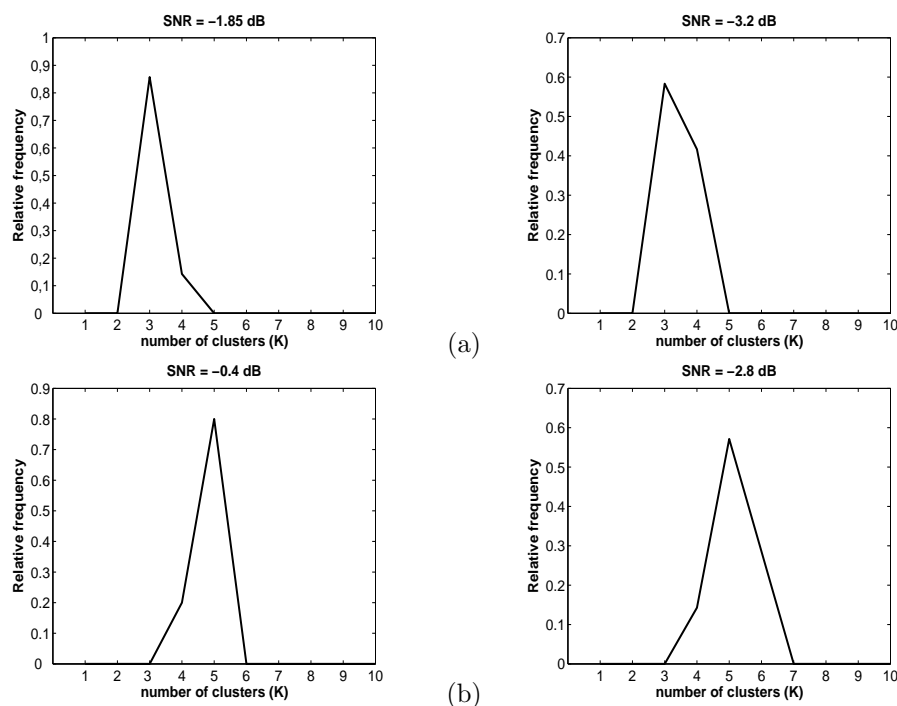 SNR = −1.85 dB
Relative frequency
1
0,9
0,8
0,7
0,6
0.5
0,4
0,3
0,2
0.1
0
1 2 3 4 5 6 7 8 9 10
number of clusters (K)
SNR = −3.2 dB
Relative frequency
0.7
0.6
0.5
0.4
0.3
0.2
0.1
0
1 2 3 4 5 6 7 8 9 10
number of clusters (K)
(a)
SNR = −0.4 dB
Relative frequency
0.9
0.8
0.7
0.6
0.5
0.4
0.3
0.2
0.1
0
1 2 3 4 5 6 7 8 9 10
number of clusters (K)
SNR = −2.8 dB
Relative frequency
0.7
0.6
0.5
0.4
0.3
0.2
0.1
0
1 2 3 4 5 6 7 8 9 10
number of clusters (K)
(b)